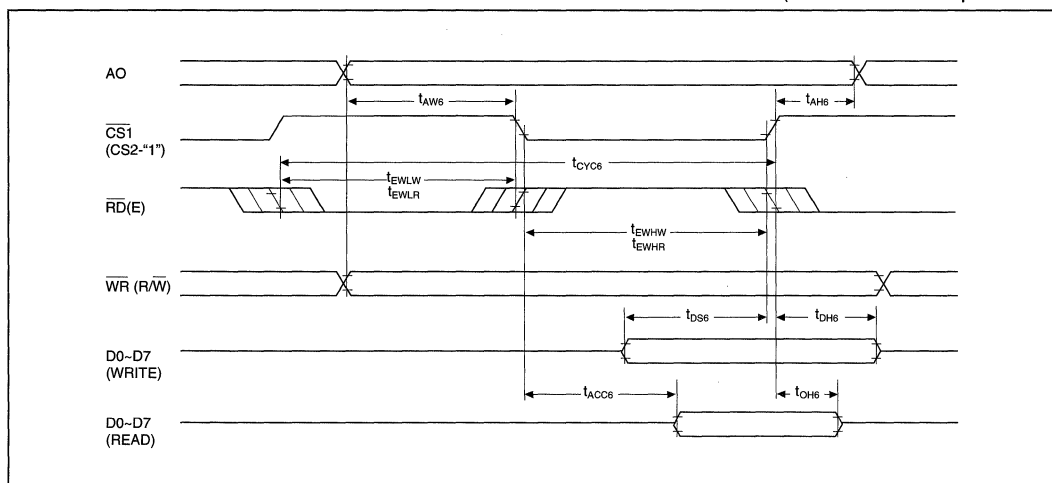 AO
tAW6
tAH6
CS1
(CS2-"1")
tCYC6
tEWLW
tEWLR
RD(E)
tEWHW
tEWHR
WR (R/W)
tDS6
tDH6
D0~D7
(WRITE)
tACC6
tOH6
D0~D7
(READ)